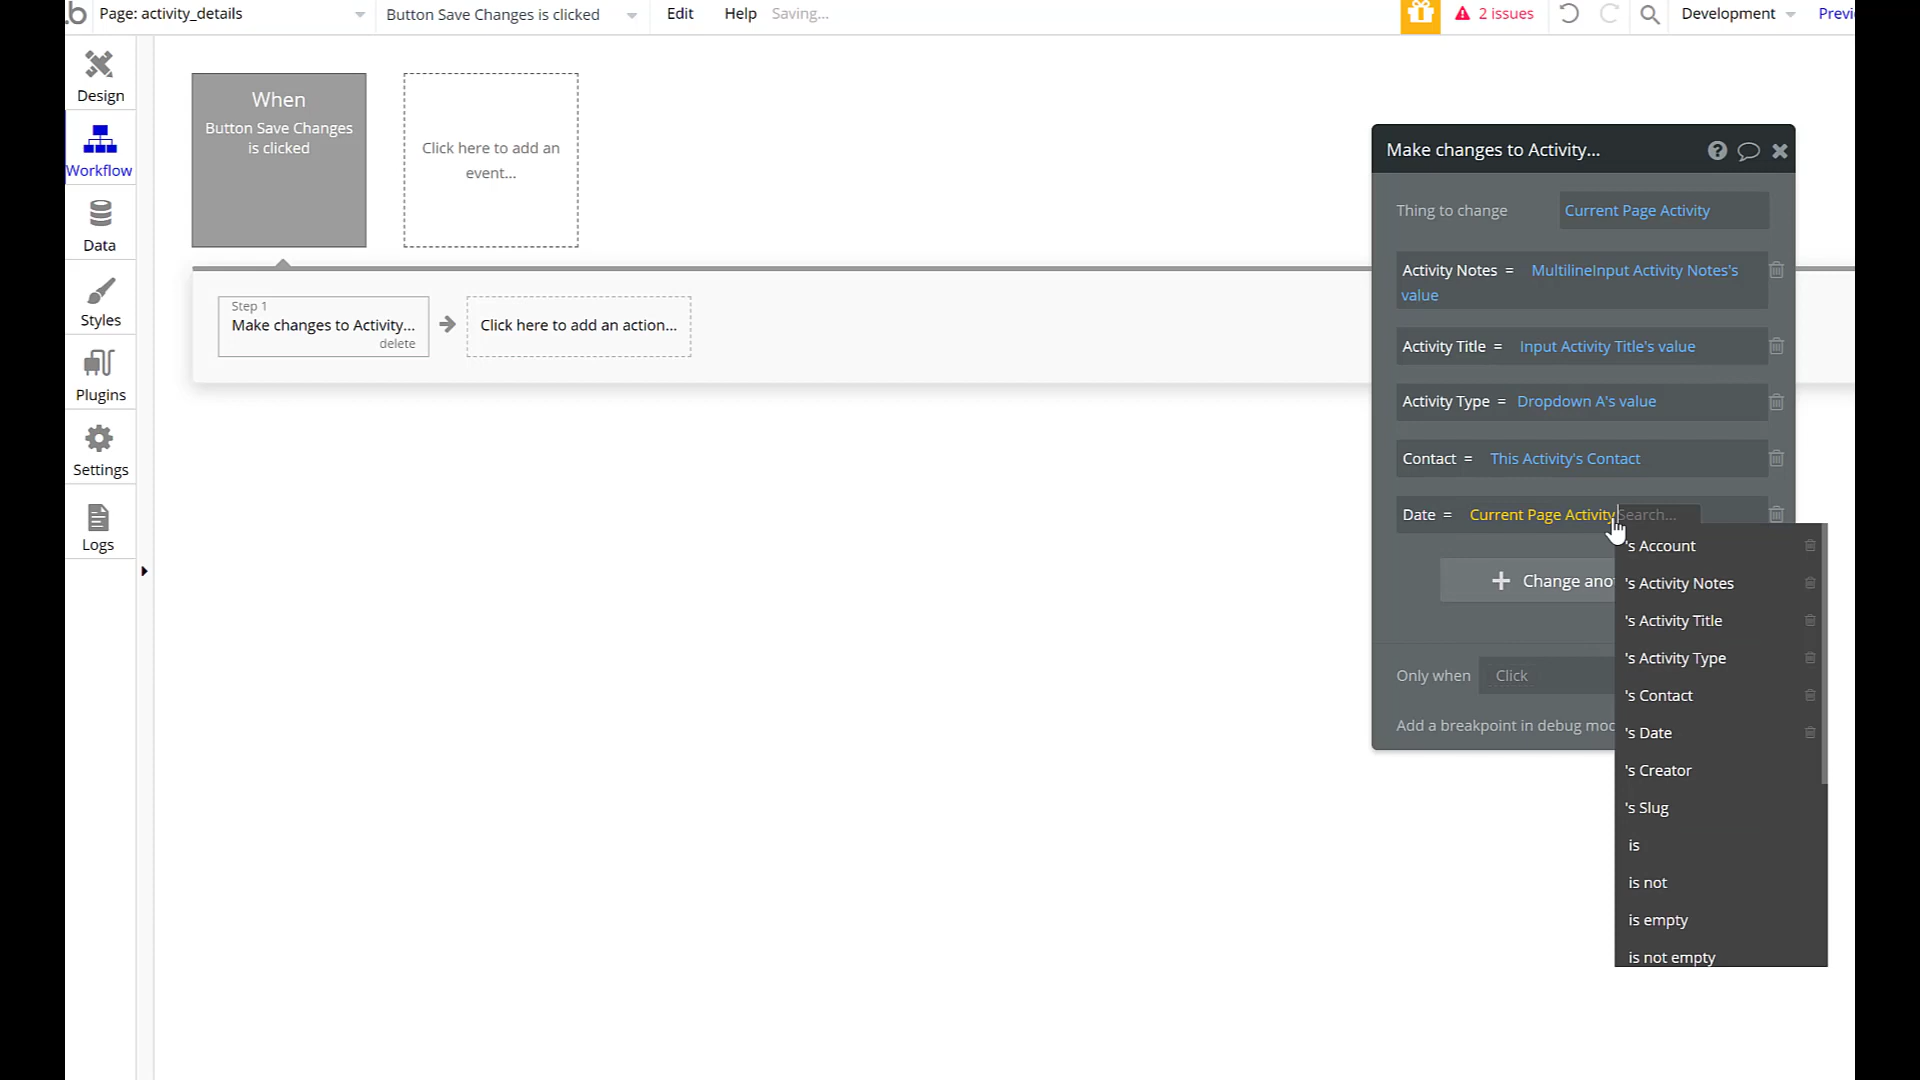 b Page: activity_details Button Save Changes is clicked Edit Help Saving... 2 issues Development Previ
Design
Workflow
Data
Styles
Plugins
Settings
Logs
When
Button Save Changes
is clicked
Click here to add an
event...
Step 1
Make changes to Activity...
delete
Click here to add an action...
Make changes to Activity...
Thing to change Current Page Activity
Activity Notes = MultilineInput Activity Notes's
value
Activity Title = Input Activity Title's value
Activity Type = Dropdown A's value
Contact = This Activity's Contact
Date = Current Page Activity Search...
Change ano
Only when Click
Add a breakpoint in debug mod
's Account
's Activity Notes
's Activity Title
's Activity Type
's Contact
's Date
's Creator
's Slug
is
is not
is empty
is not empty